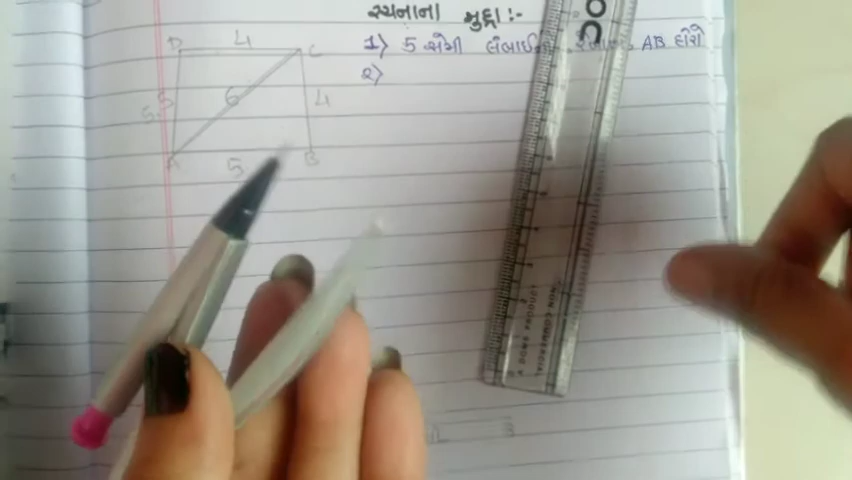 રચનાના મુદ્દા :-
D 4 C
1) 5 સેમી લંબાઈનો AB દોરો
6
5.5
4
2)
A 5 B
A B